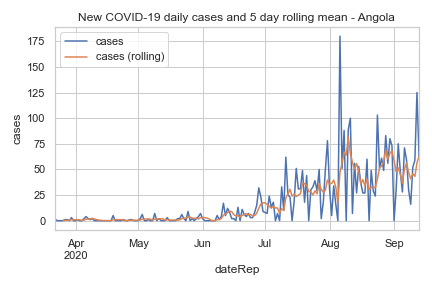 New COVID-19 daily cases and 5 day rolling mean - Angola
cases
cases (rolling)
175
150
125
100
75
50
25
0
cases
Apr
2020
May
Jun
Jul
Aug
Sep
dateRep